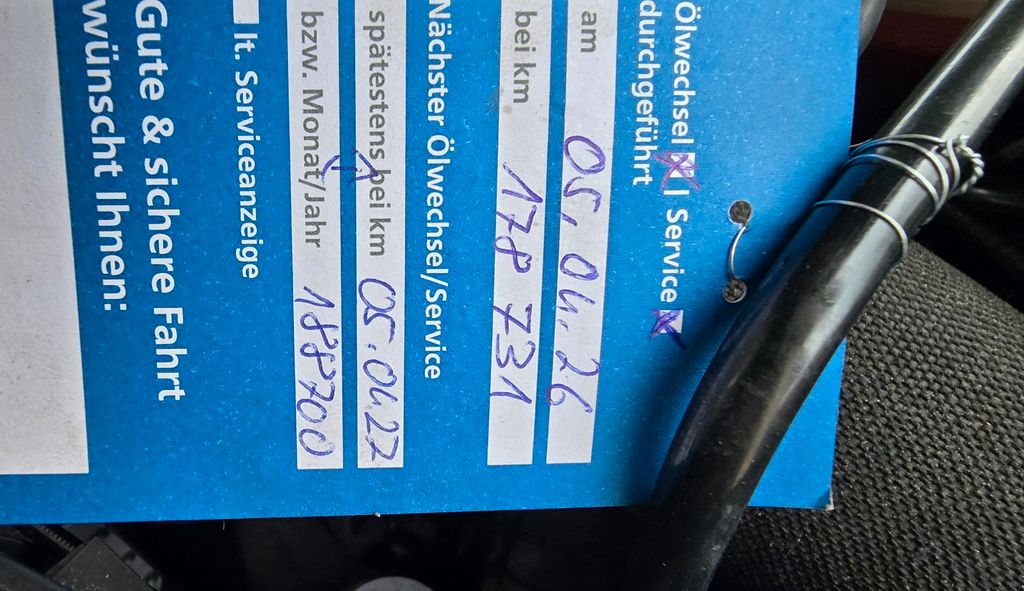 Ölwechsel | Service
durchgeführt
am 05.04.26
bei km 178 731
Nächster Ölwechsel/Service
spätestens bei km 05.04.27
bzw. Monat/Jahr 188700
lt. Serviceanzeige
Gute & sichere Fahrt
wünscht Ihnen: